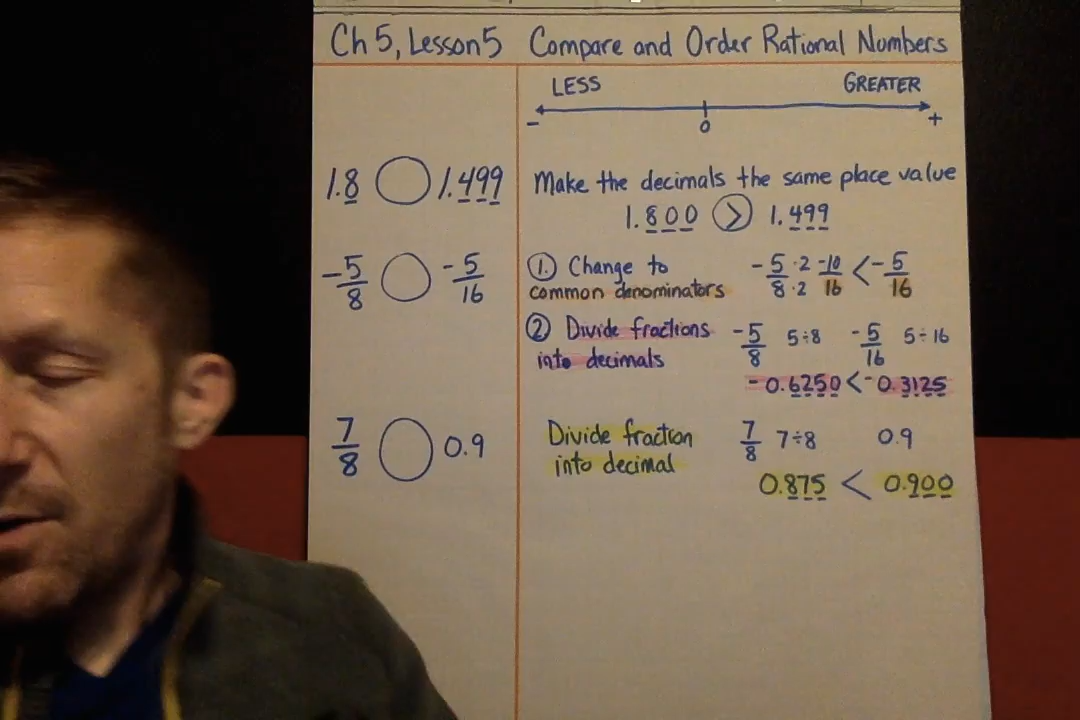 Ch 5, Lesson 5 Compare and Order Rational Numbers
LESS GREATER
- 0 +
1.8 ◯ 1.499 Make the decimals the same place value
1.800 > 1.499
-5/8 ◯ -5/16 ① Change to common denominators -5·2/8·2 -10/16 < -5/16
② Divide fractions into decimals -5/8 5÷8 -5/16 5÷16
-0.6250 < -0.3125
7/8 ◯ 0.9 Divide fraction into decimal 7/8 7÷8 0.9
0.875 < 0.900